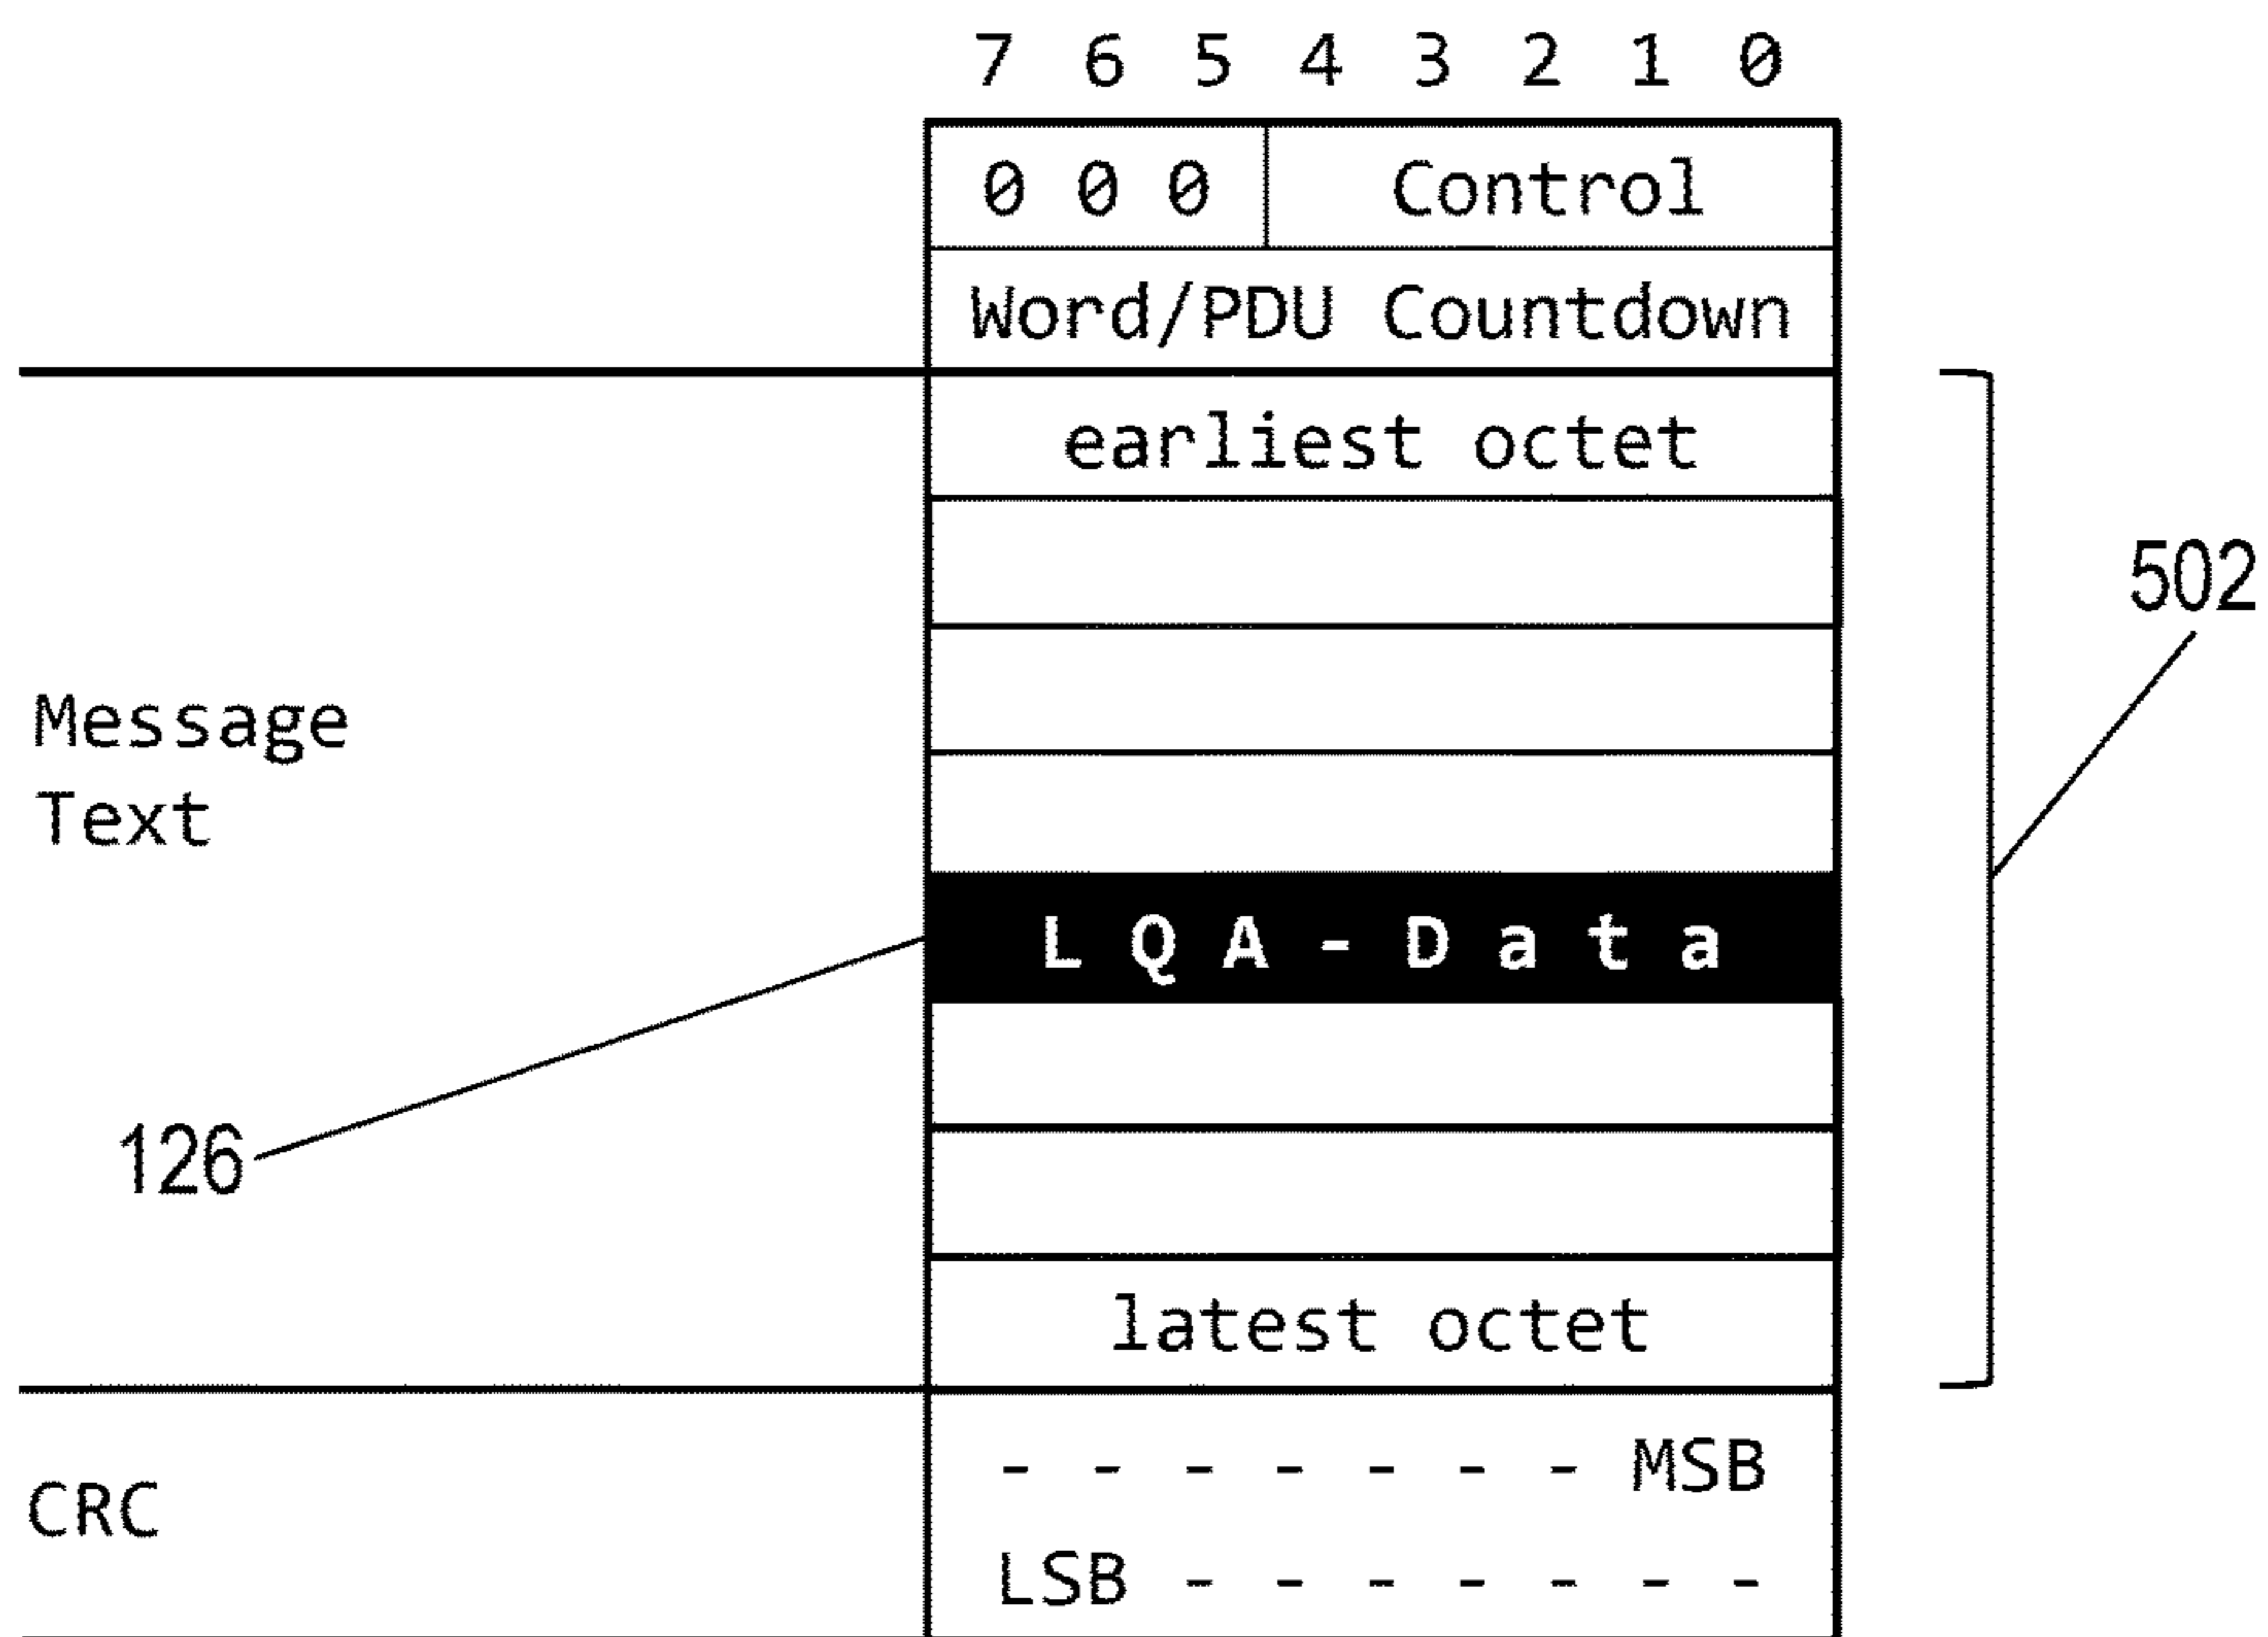 7 6 5 4 3 2 1 0
0 0 0 Control
Word/PDU Countdown
earliest octet
502
Message
Text
L Q A - D a t a
126
latest octet
- - - - - - - MSB
CRC
LSB - - - - - - -